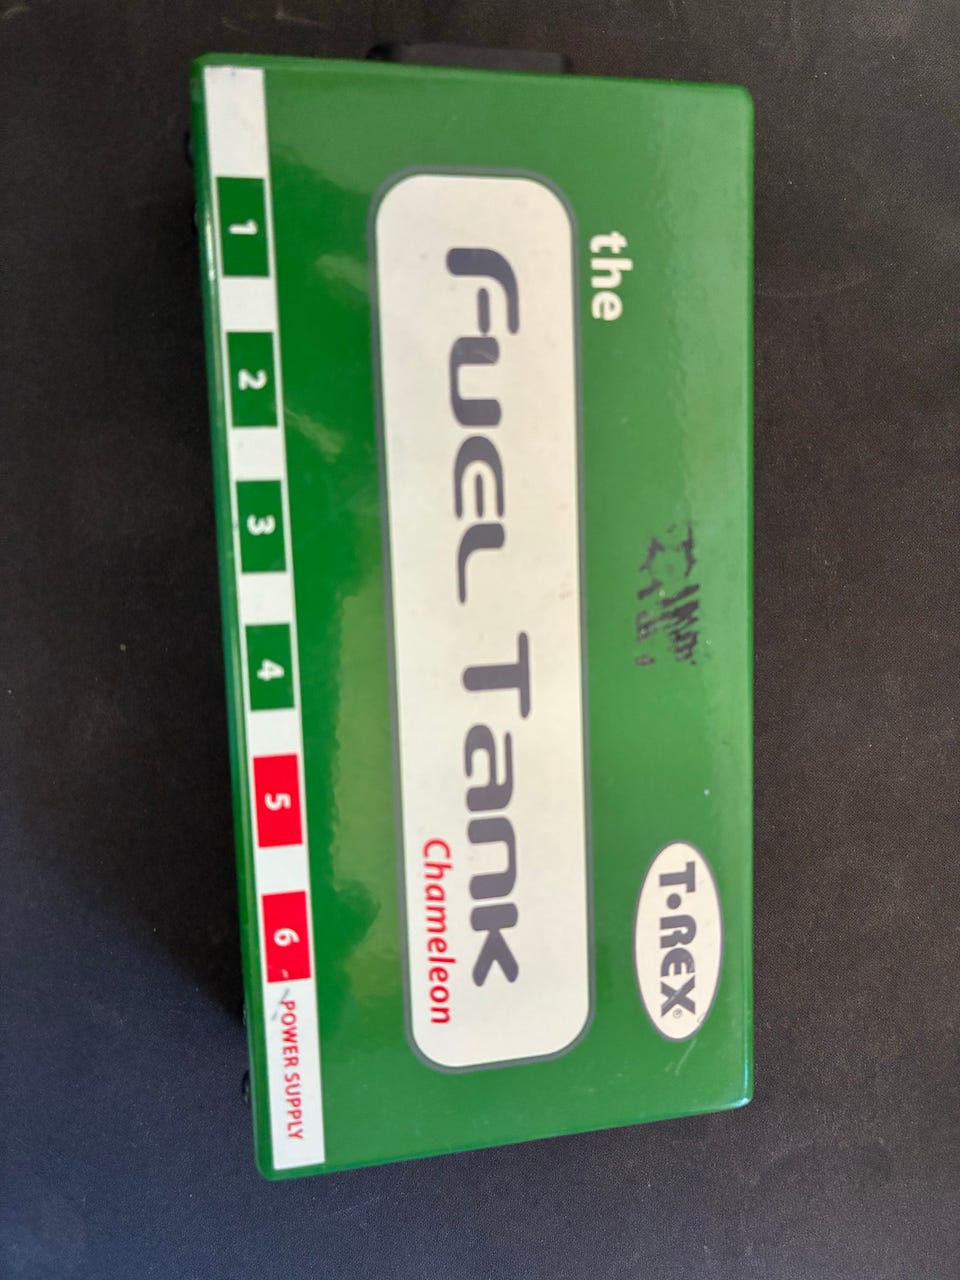 the
T·REX®
Fuel Tank
Chameleon
1 2 3 4 5 6 POWER SUPPLY